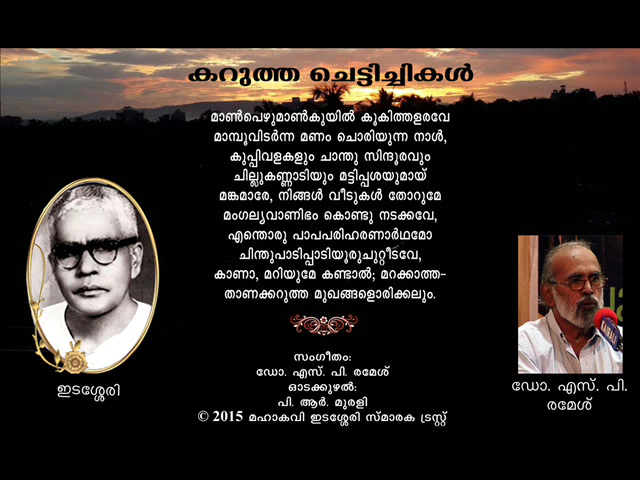 കറുത്ത ചെട്ടിച്ചികൾ
മാൺപെഴുമാൺകുയിൽ കൂകിത്തളരവേ
മാമ്പൂവിടർന്ന മണം ചൊരിയുന്ന നാൾ,
കുപ്പിവളകളും ചാന്തു സിന്ദൂരവും
ചില്ലുകണ്ണാടിയും മട്ടിപ്പശയുമായ്
മങ്കമാരേ, നിങ്ങൾ വീടുകൾ തോറുമേ
മംഗല്യവാണിഭം കൊണ്ടു നടക്കവേ,
എന്തൊരു പാപപരിഹരണാർഥമോ
ചിന്തുപാടിപ്പാടിയൂരുചുറ്റീടവേ,
കാണാ, മറിയുമേ കണ്ടാൽ; മറക്കാത്ത-
താണക്കറുത്ത മുഖങ്ങളൊരിക്കലും.
സംഗീതം:
ഡോ. എസ്. പി. രമേശ്
ഓടക്കുഴൽ:
പി. ആർ. മുരളി
© 2015 മഹാകവി ഇടശ്ശേരി സ്മാരക ട്രസ്റ്റ്
ഇടശ്ശേരി
ഡോ. എസ്. പി.
രമേശ്